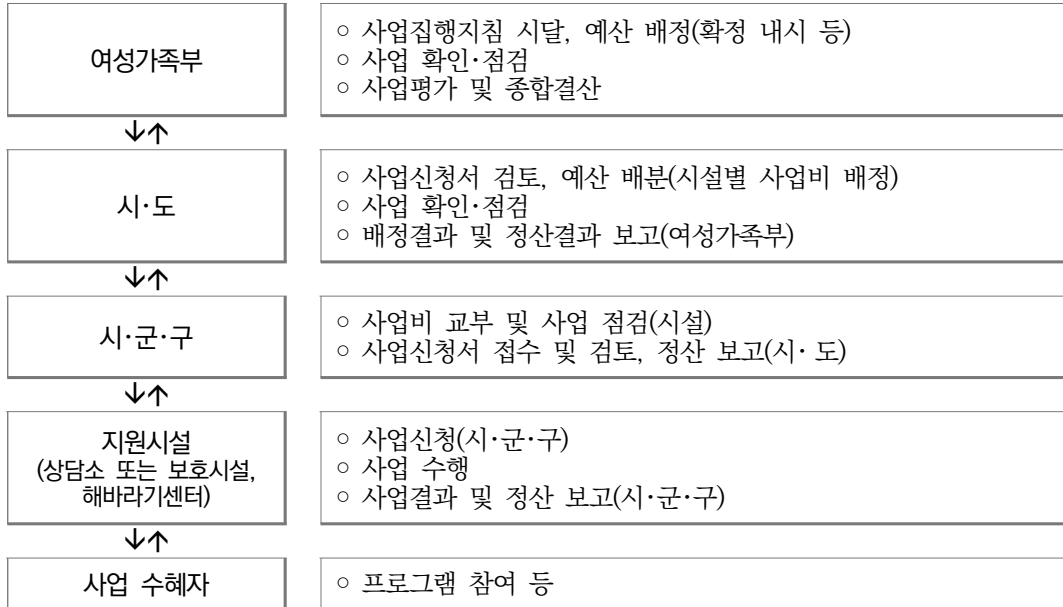 여성가족부
○ 사업집행지침 시달, 예산 배정(확정 내시 등)
○ 사업 확인·점검
○ 사업평가 및 종합결산
↓↑
시·도
○ 사업신청서 검토, 예산 배분(시설별 사업비 배정)
○ 사업 확인·점검
○ 배정결과 및 정산결과 보고(여성가족부)
↓↑
시·군·구
○ 사업비 교부 및 사업 점검(시설)
○ 사업신청서 접수 및 검토, 정산 보고(시· 도)
↓↑
지원시설
(상담소 또는 보호시설,
해바라기센터)
○ 사업신청(시·군·구)
○ 사업 수행
○ 사업결과 및 정산 보고(시·군·구)
↓↑
사업 수혜자
○ 프로그램 참여 등